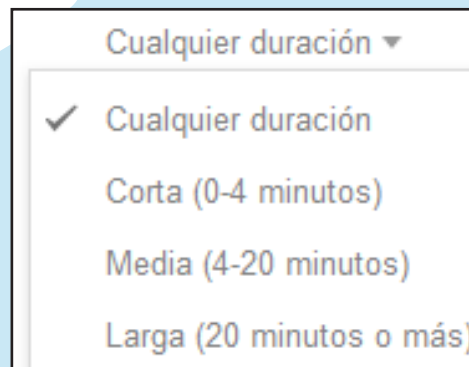 Cualquier duración
Cualquier duración
Corta (0-4 minutos)
Media (4-20 minutos)
Larga (20 minutos o más)